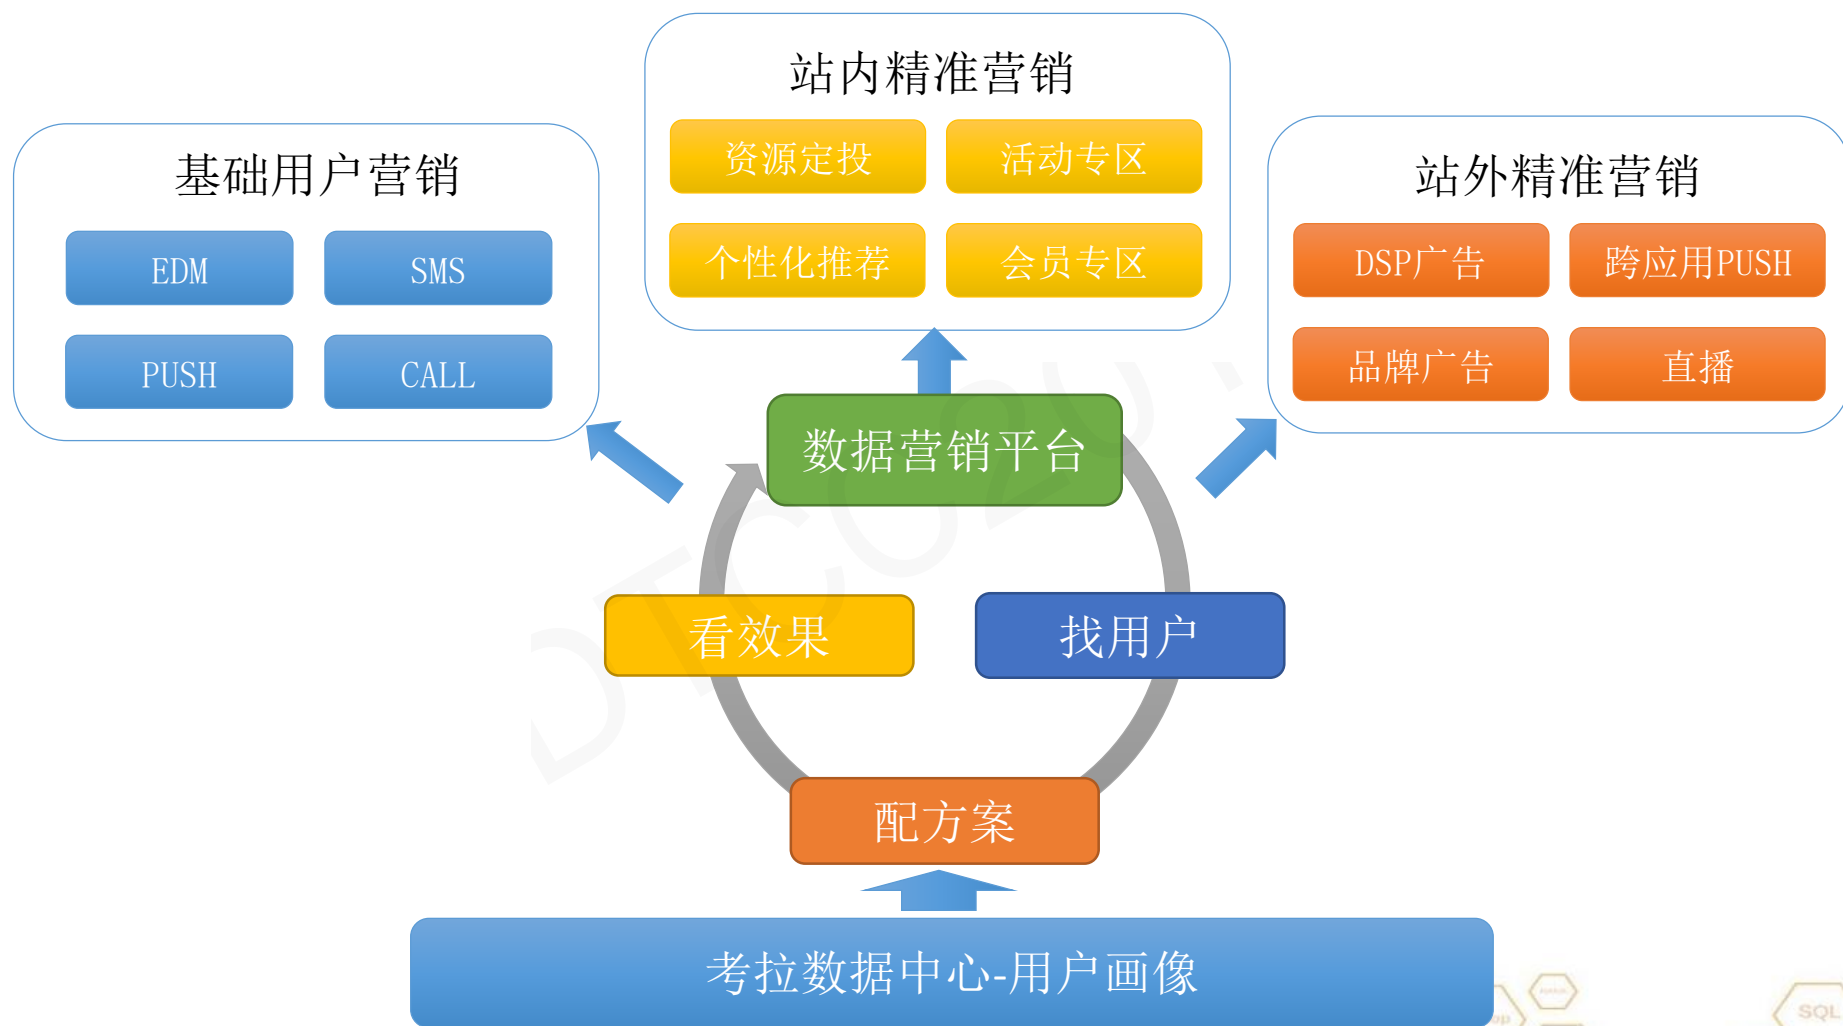 站内精准营销
资源定投
活动专区
个性化推荐
会员专区
基础用户营销
EDM
SMS
PUSH
CALL
站外精准营销
DSP广告
跨应用PUSH
品牌广告
直播
数据营销平台
看效果
找用户
配方案
考拉数据中心-用户画像
SQL